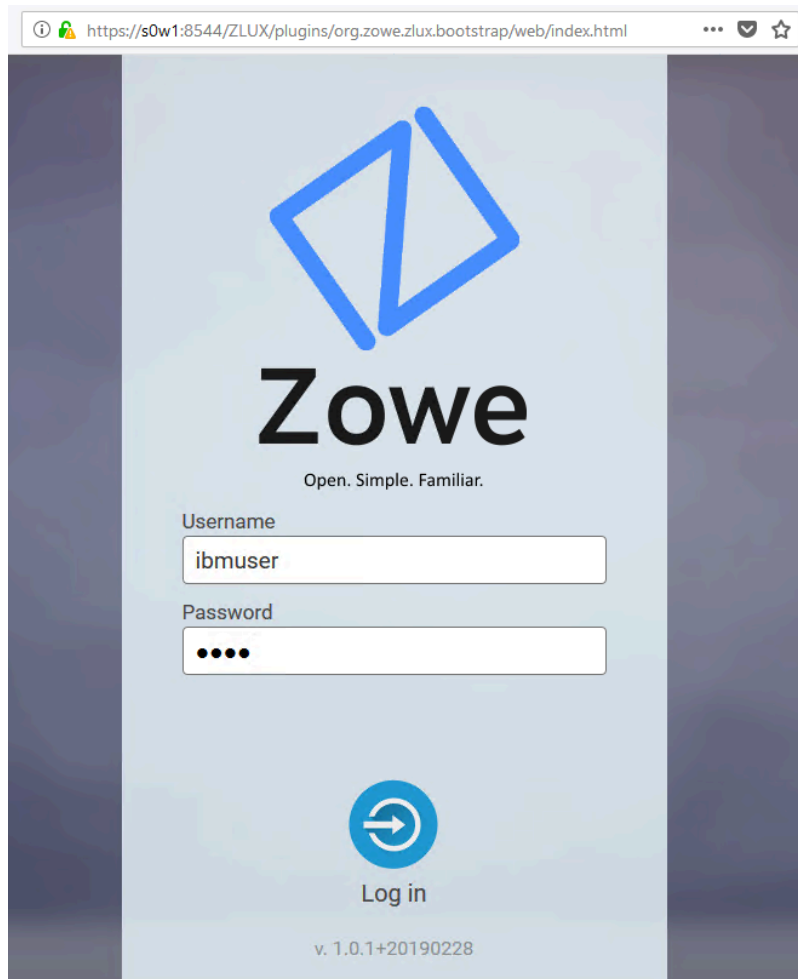 https://s0w1:8544/ZLUX/plugins/org.zowe.zlux.bootstrap/web/index.html
Zowe
Open. Simple. Familiar.
Username
ibmuser
Password
••••
Log in
v. 1.0.1+20190228